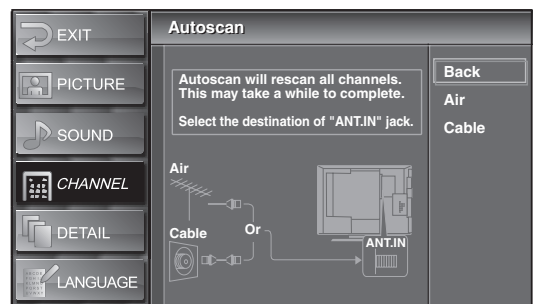 EXIT
PICTURE
SOUND
CHANNEL
DETAIL
LANGUAGE
Autoscan
Autoscan will rescan all channels.
This may take a while to complete.
Select the destination of "ANT.IN" jack.
Air
Cable
Or
ANT.IN
Back
Air
Cable